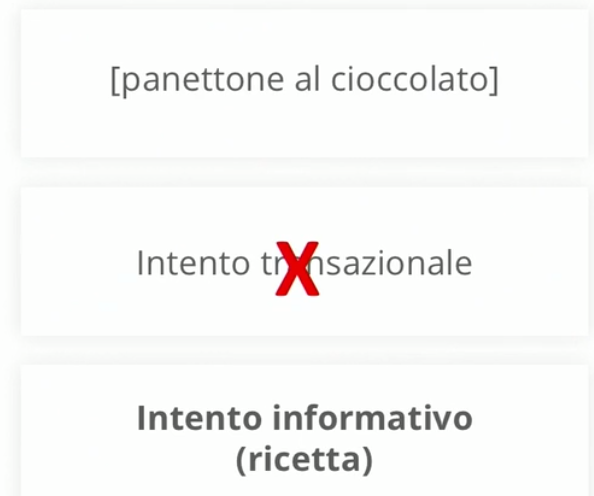 [panettone al cioccolato]
Intento transazionale
X
Intento informativo
(ricetta)